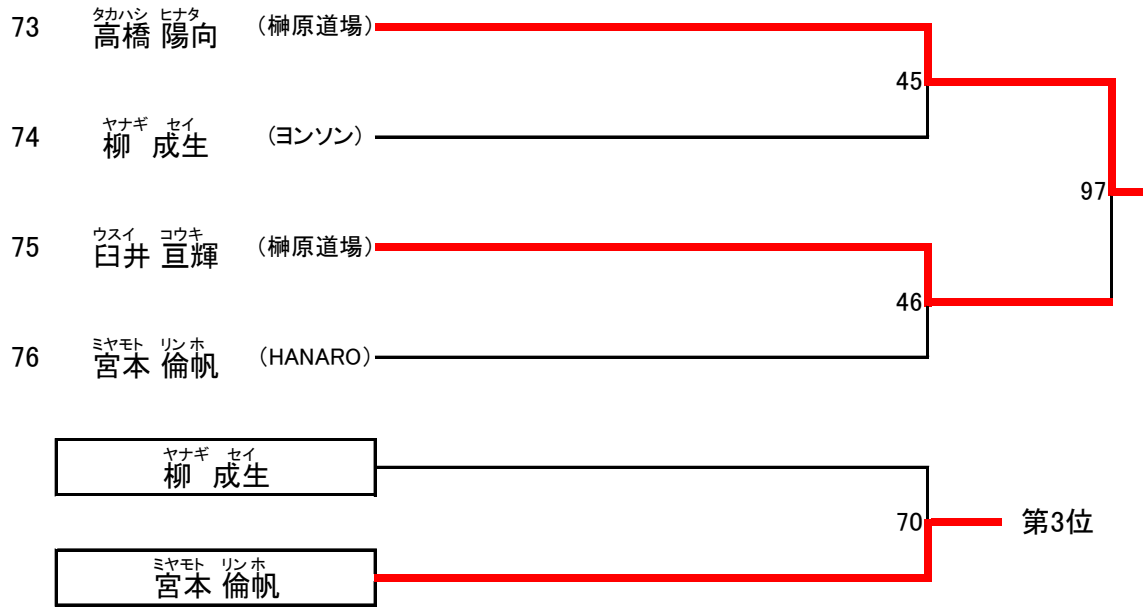 タカハシ ヒナタ
73 高橋 陽向 (榊原道場)
45
ヤナギ セイ
74 柳 成生 (ヨンソン)
97
ウスイ コウキ
75 臼井 亘輝 (榊原道場)
46
ミヤモト リンホ
76 宮本 倫帆 (HANARO)
ヤナギ セイ
柳 成生
70 第3位
ミヤモト リンホ
宮本 倫帆